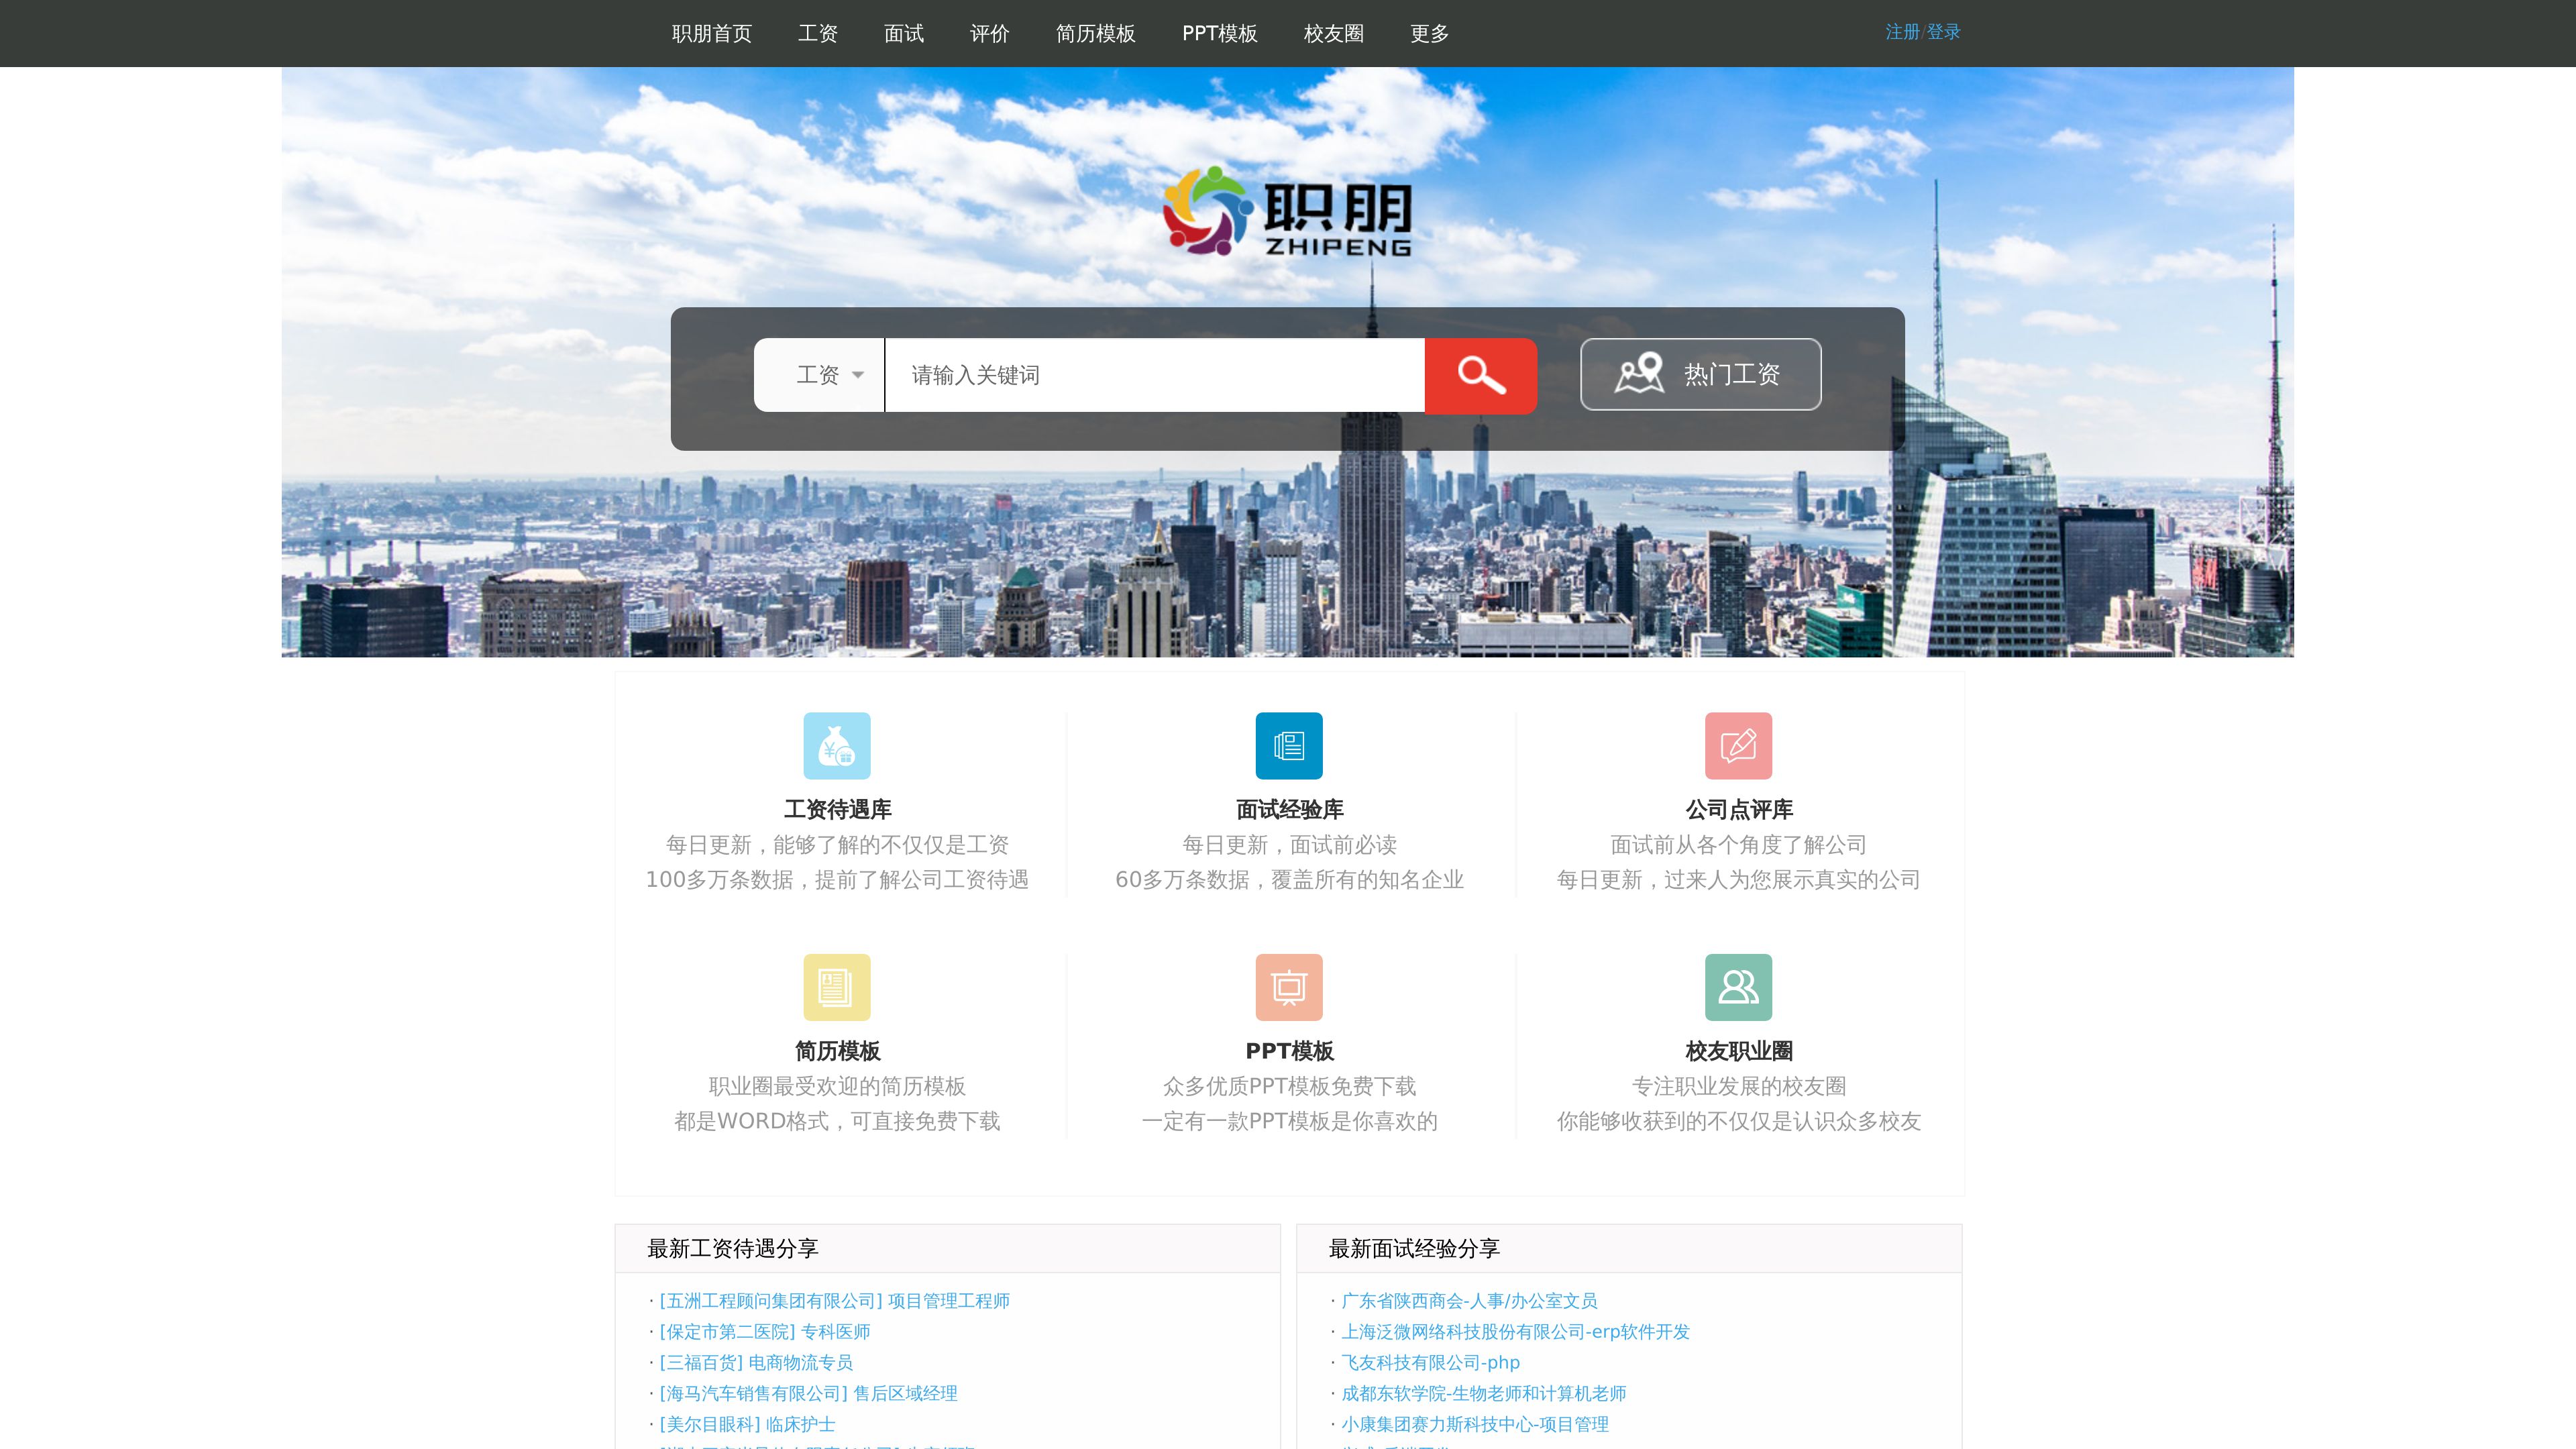 职朋首页 工资 面试 评价 简历模板 PPT模板 校友圈 更多 注册/登录
职朋
ZHIPENG
工资 请输入关键词 热门工资
工资待遇库
每日更新，能够了解的不仅仅是工资
100多万条数据，提前了解公司工资待遇
面试经验库
每日更新，面试前必读
60多万条数据，覆盖所有的知名企业
公司点评库
面试前从各个角度了解公司
每日更新，过来人为您展示真实的公司
简历模板
职业圈最受欢迎的简历模板
都是WORD格式，可直接免费下载
PPT模板
众多优质PPT模板免费下载
一定有一款PPT模板是你喜欢的
校友职业圈
专注职业发展的校友圈
你能够收获到的不仅仅是认识众多校友
最新工资待遇分享
· [五洲工程顾问集团有限公司] 项目管理工程师
· [保定市第二医院] 专科医师
· [三福百货] 电商物流专员
· [海马汽车销售有限公司] 售后区域经理
· [美尔目眼科] 临床护士
最新面试经验分享
· 广东省陕西商会-人事/办公室文员
· 上海泛微网络科技股份有限公司-erp软件开发
· 飞友科技有限公司-php
· 成都东软学院-生物老师和计算机老师
· 小康集团赛力斯科技中心-项目管理